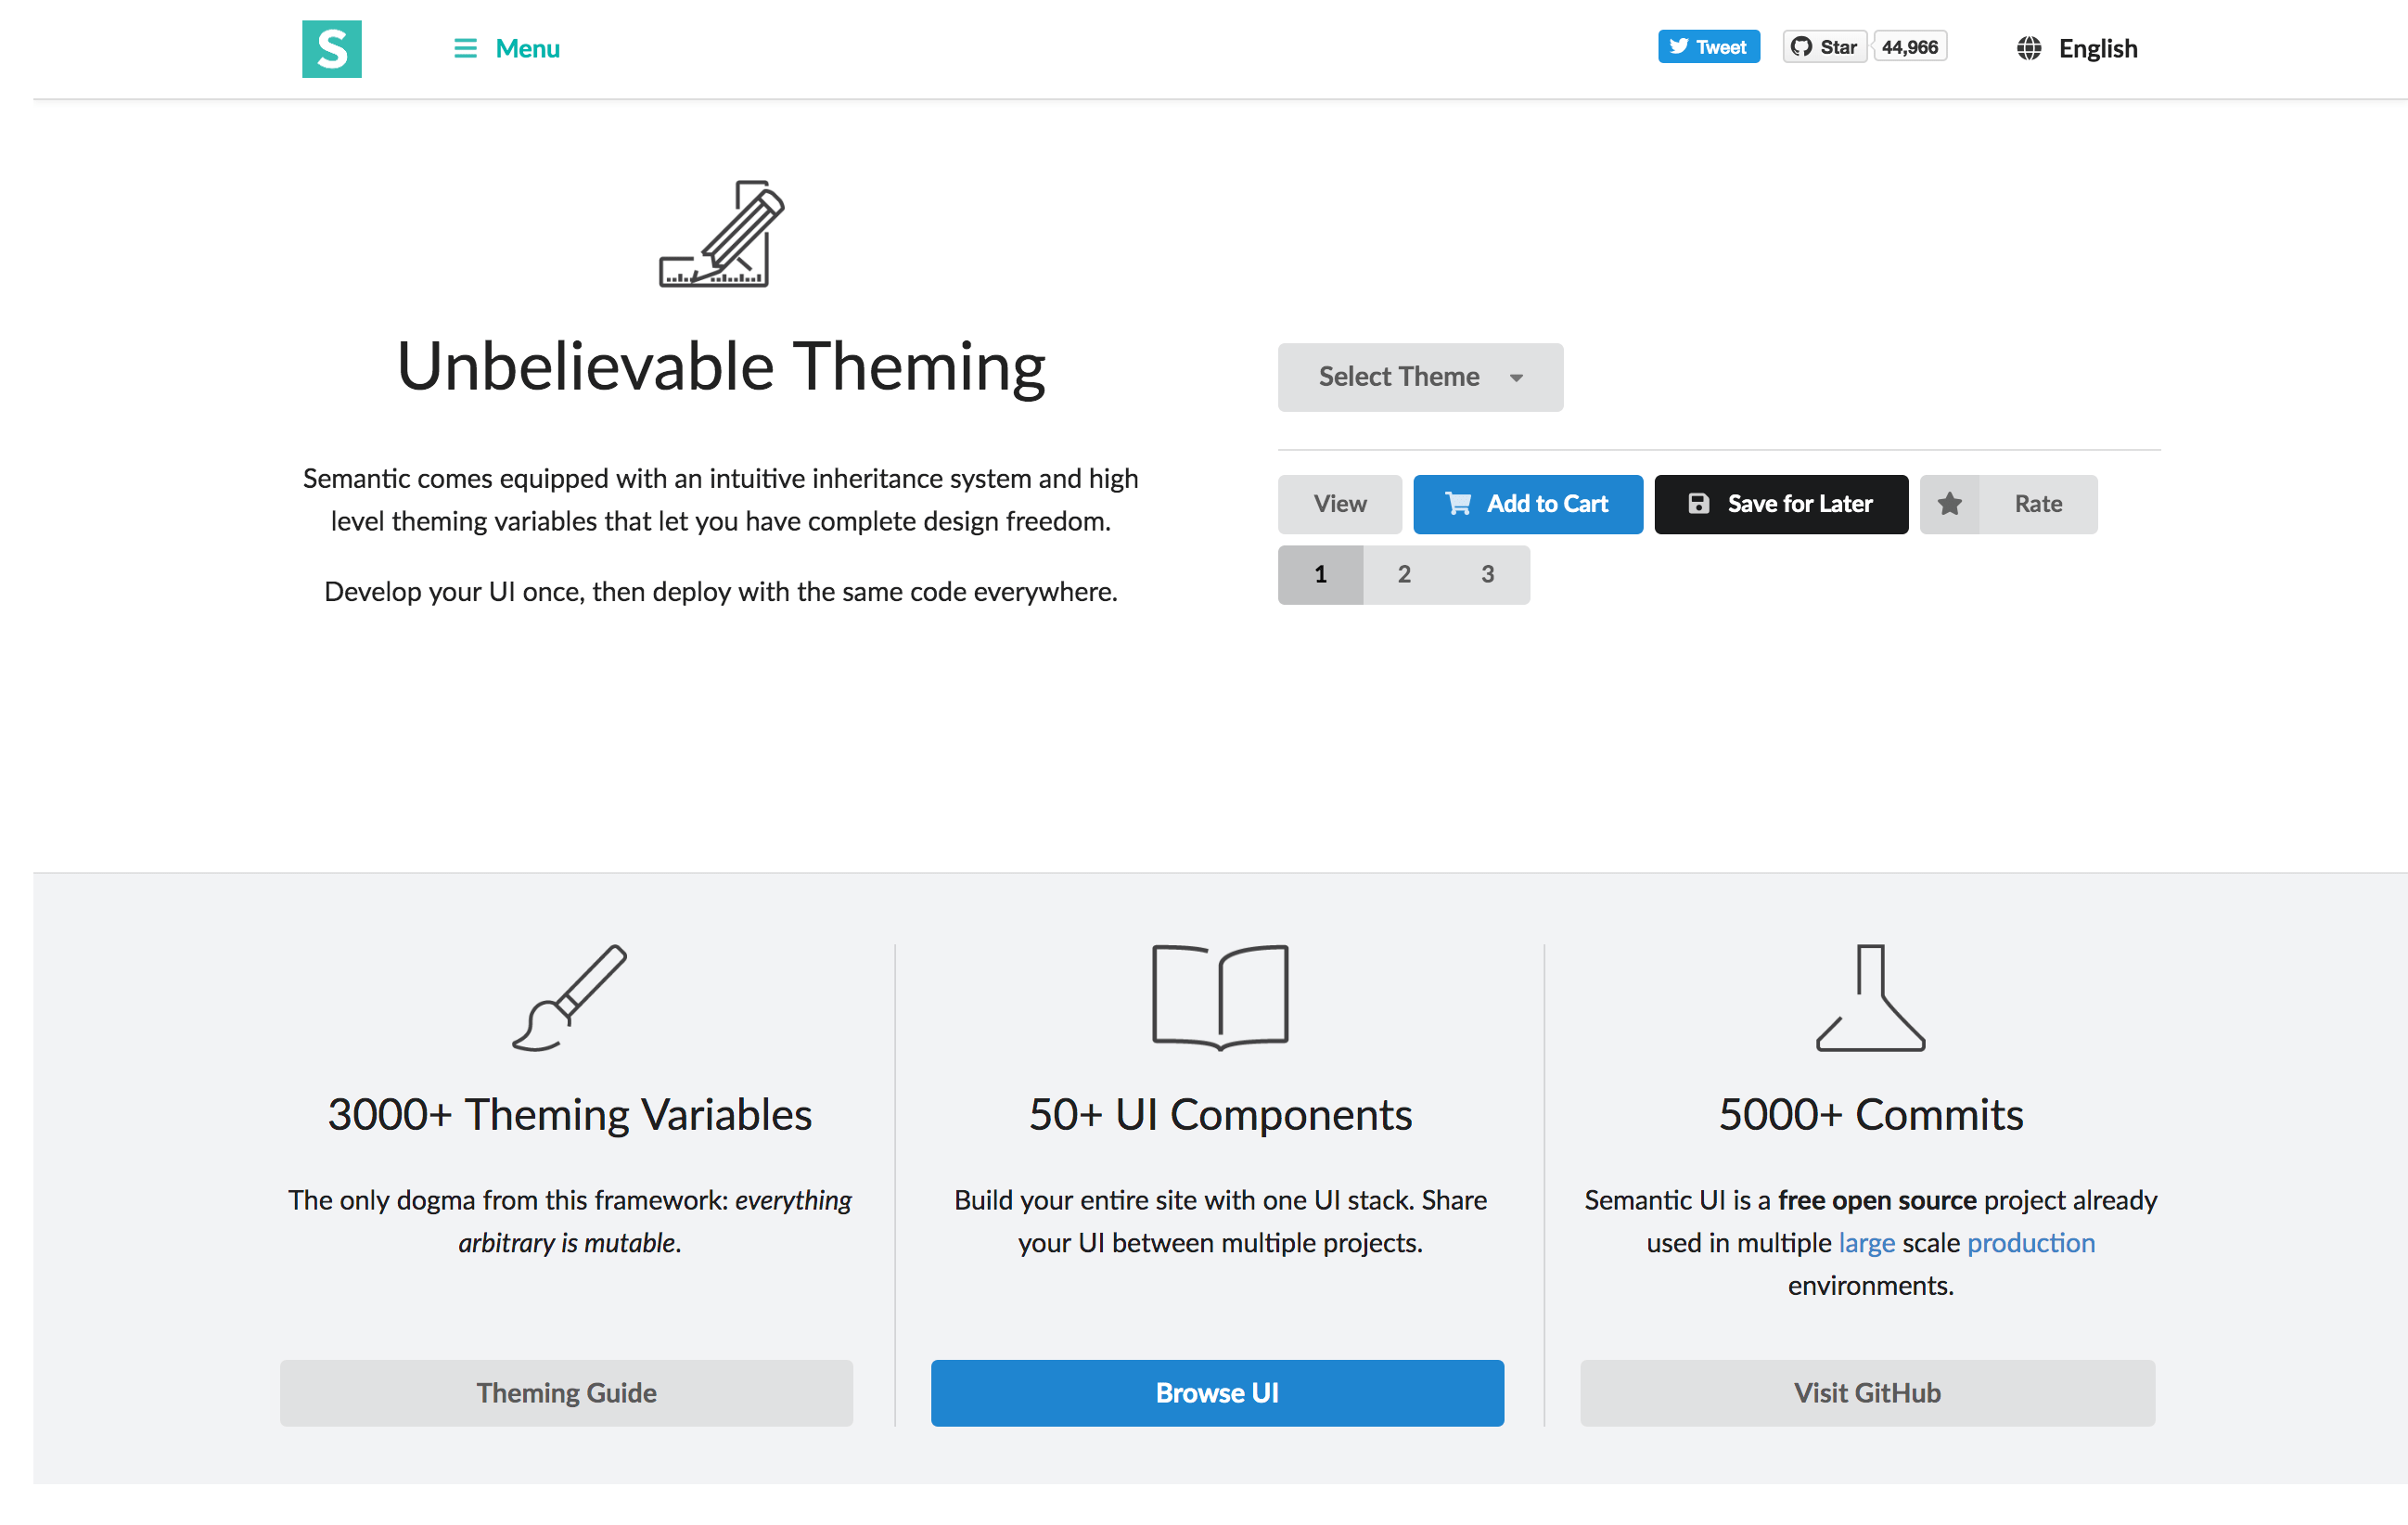 S Menu Tweet Star 44,966 English
Unbelievable Theming
Semantic comes equipped with an intuitive inheritance system and high
level theming variables that let you have complete design freedom.
Develop your UI once, then deploy with the same code everywhere.
Select Theme
View Add to Cart Save for Later Rate
1 2 3
3000+ Theming Variables
The only dogma from this framework: everything
arbitrary is mutable.
Theming Guide
50+ UI Components
Build your entire site with one UI stack. Share
your UI between multiple projects.
Browse UI
5000+ Commits
Semantic UI is a free open source project already
used in multiple large scale production
environments.
Visit GitHub